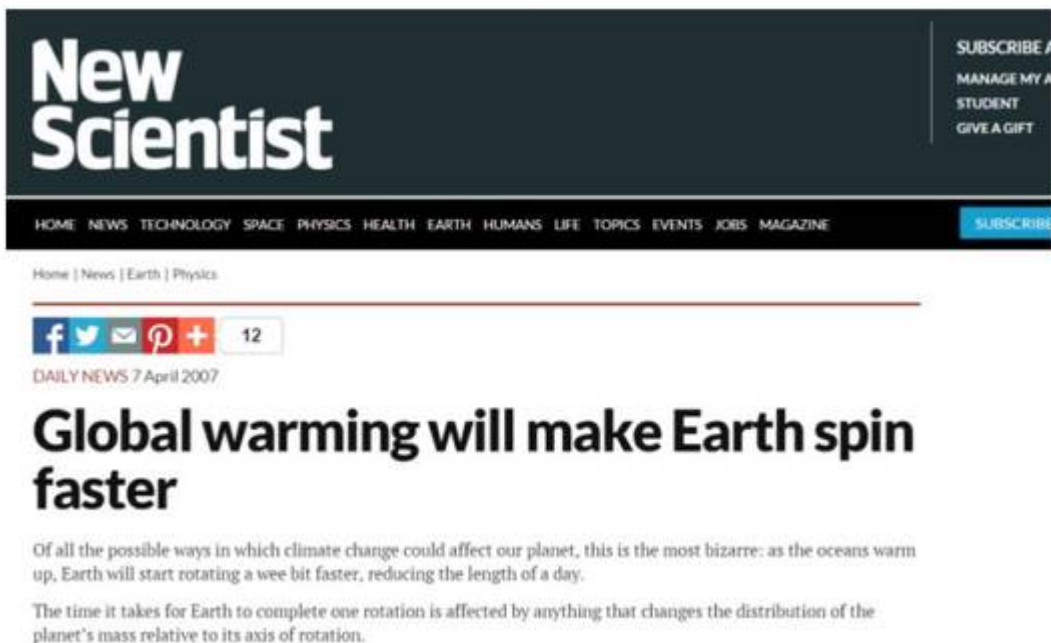 New
Scientist
SUBSCRIBE
MANAGE MY
STUDENT
GIVE A GIFT
HOME NEWS TECHNOLOGY SPACE PHYSICS HEALTH EARTH HUMANS LIFE TOPICS EVENTS JOBS MAGAZINE
SUBSCRIBE
Home | News | Earth | Physics
12
DAILY NEWS 7 April 2007
Global warming will make Earth spin
faster
Of all the possible ways in which climate change could affect our planet, this is the most bizarre: as the oceans warm
up, Earth will start rotating a wee bit faster, reducing the length of a day.
The time it takes for Earth to complete one rotation is affected by anything that changes the distribution of the
planet's mass relative to its axis of rotation.